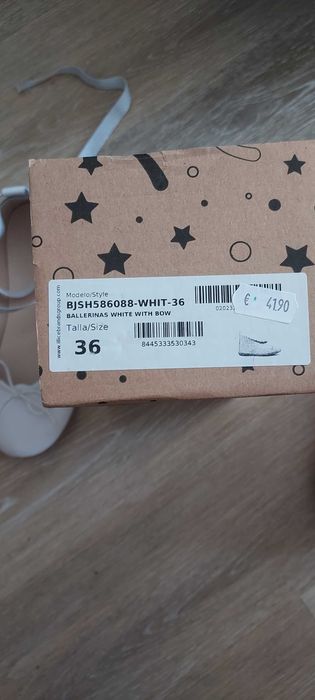 Modelo/Style
BJSH586088-WHIT-36
BALLERINAS WHITE WITH BOW
Talla/Size
36
8445333530343
€ 41,90